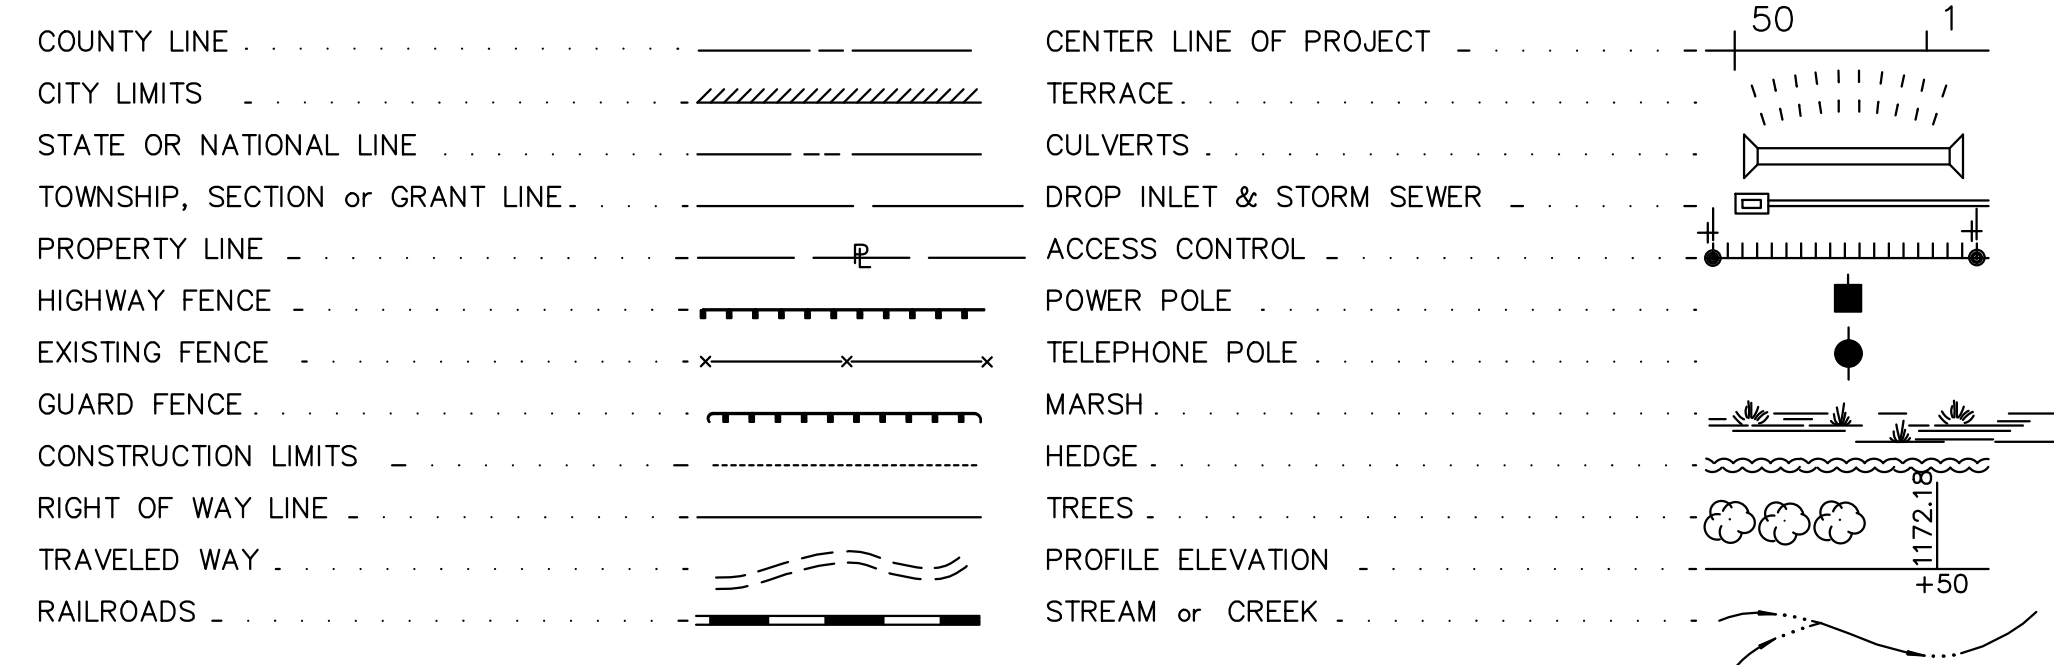 COUNTY LINE
CITY LIMITS
STATE OR NATIONAL LINE
TOWNSHIP, SECTION or GRANT LINE
PROPERTY LINE PL
HIGHWAY FENCE
EXISTING FENCE
GUARD FENCE
CONSTRUCTION LIMITS
RIGHT OF WAY LINE
TRAVELED WAY
RAILROADS
CENTER LINE OF PROJECT 50 1
TERRACE
CULVERTS
DROP INLET & STORM SEWER
ACCESS CONTROL
POWER POLE
TELEPHONE POLE
MARSH
HEDGE
TREES
PROFILE ELEVATION 1172.18
+50
STREAM or CREEK